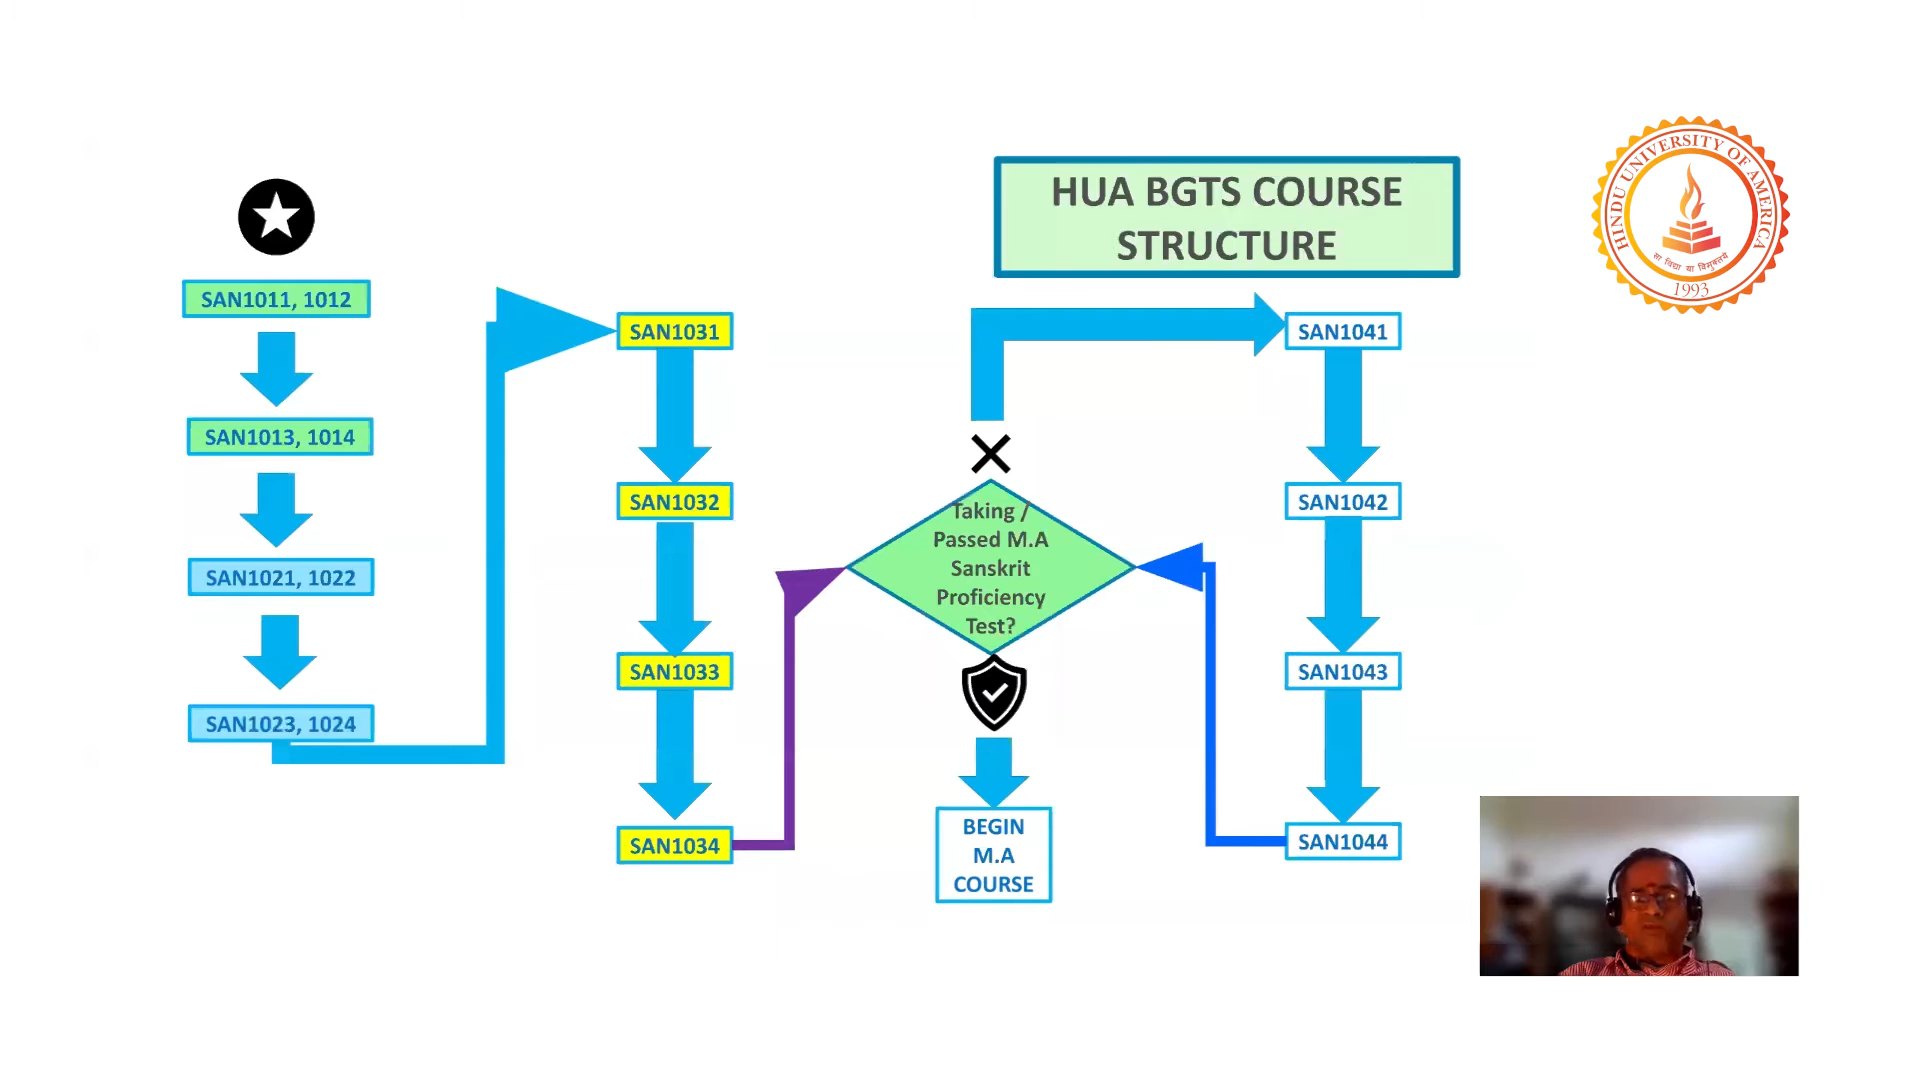 HUA BGTS COURSE
STRUCTURE
HINDU UNIVERSITY OF AMERICA
सा विद्या या विमुक्तये
1993
SAN1011, 1012
SAN1013, 1014
SAN1021, 1022
SAN1023, 1024
SAN1031
SAN1032
SAN1033
SAN1034
Taking /
Passed M.A
Sanskrit
Proficiency
Test?
BEGIN
M.A
COURSE
SAN1041
SAN1042
SAN1043
SAN1044